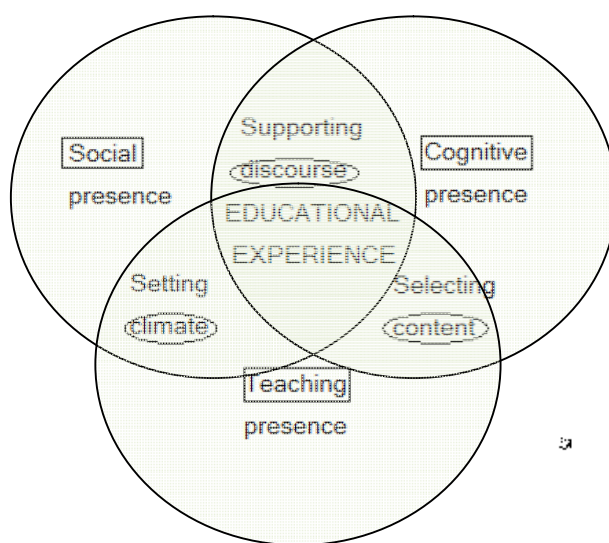 Supporting
discourse
Social
presence
Cognitive
presence
EDUCATIONAL
EXPERIENCE
Setting
climate
Selecting
content
Teaching
presence